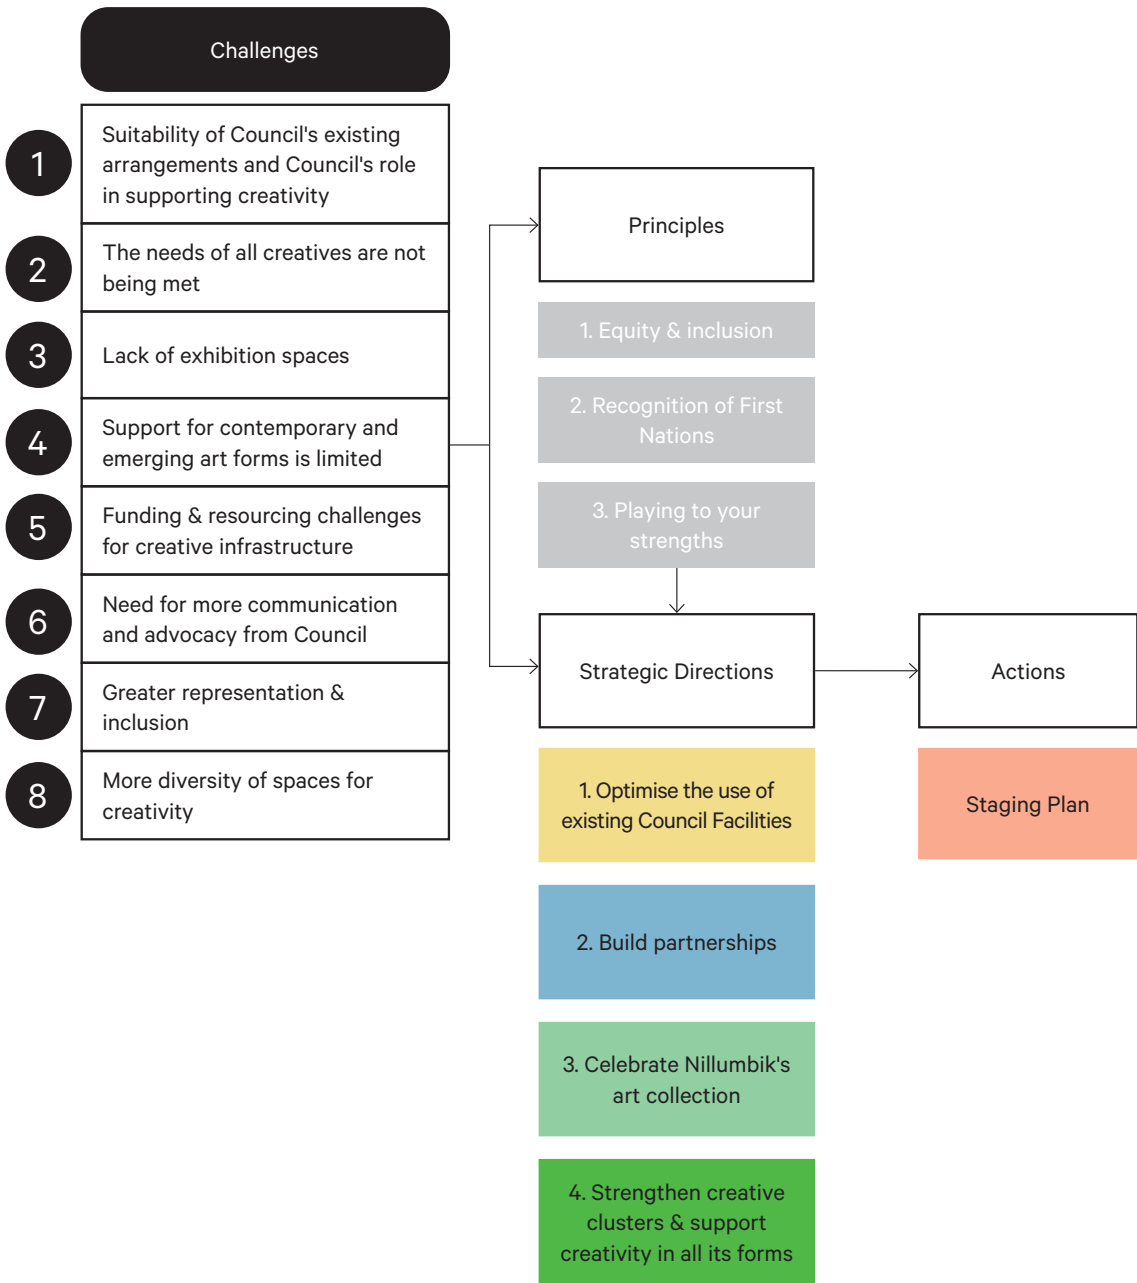 Challenges
1
Suitability of Council's existing
arrangements and Council's role
in supporting creativity
2
The needs of all creatives are not
being met
3
Lack of exhibition spaces
4
Support for contemporary and
emerging art forms is limited
5
Funding & resourcing challenges
for creative infrastructure
6
Need for more communication
and advocacy from Council
7
Greater representation &
inclusion
8
More diversity of spaces for
creativity
Principles
1. Equity & inclusion
2. Recognition of First
Nations
3. Playing to your
strengths
Strategic Directions
1. Optimise the use of
existing Council Facilities
2. Build partnerships
3. Celebrate Nillumbik's
art collection
4. Strengthen creative
clusters & support
creativity in all its forms
Actions
Staging Plan